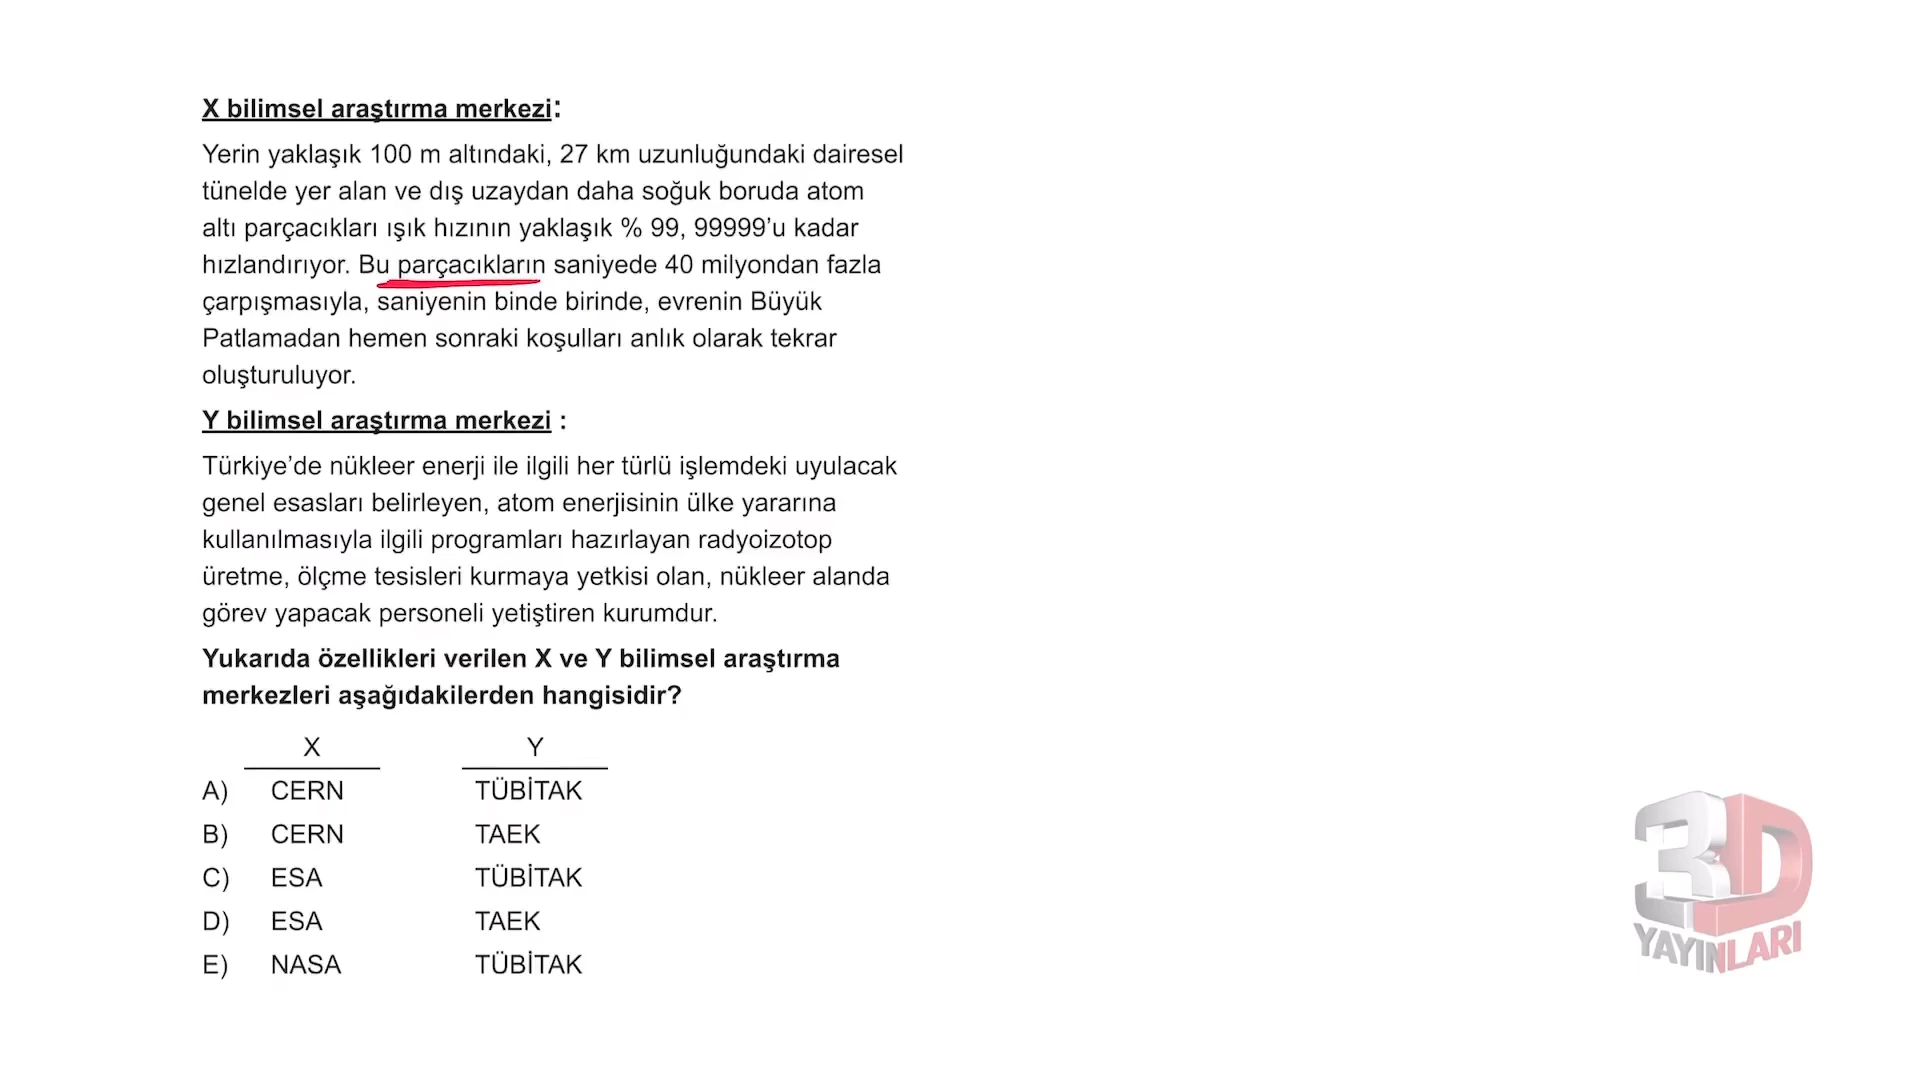 X bilimsel araştırma merkezi:
Yerin yaklaşık 100 m altındaki, 27 km uzunluğundaki dairesel
tünelde yer alan ve dış uzaydan daha soğuk boruda atom
altı parçacıkları ışık hızının yaklaşık % 99, 99999’u kadar
hızlandırıyor. Bu parçacıkların saniyede 40 milyondan fazla
çarpışmasıyla, saniyenin binde birinde, evrenin Büyük
Patlamadan hemen sonraki koşulları anlık olarak tekrar
oluşturuluyor.
Y bilimsel araştırma merkezi :
Türkiye’de nükleer enerji ile ilgili her türlü işlemdeki uyulacak
genel esasları belirleyen, atom enerjisinin ülke yararına
kullanılmasıyla ilgili programları hazırlayan radyoizotop
üretme, ölçme tesisleri kurmaya yetkisi olan, nükleer alanda
görev yapacak personeli yetiştiren kurumdur.
Yukarıda özellikleri verilen X ve Y bilimsel araştırma
merkezleri aşağıdakilerden hangisidir?
X Y
A) CERN TÜBİTAK
B) CERN TAEK
C) ESA TÜBİTAK
D) ESA TAEK
E) NASA TÜBİTAK
3D
YAYINLARI